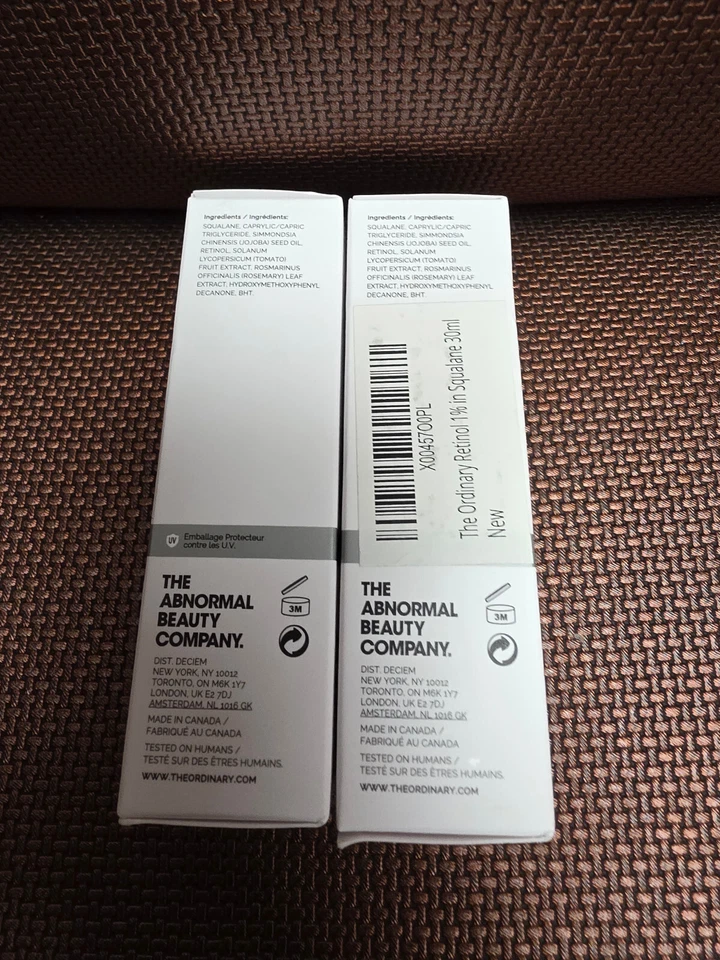 Ingredients / Ingrédients:
SQUALANE, CAPRYLIC/CAPRIC
TRIGLYCERIDE, SIMMONDSIA
CHINENSIS (JOJOBA) SEED OIL,
RETINOL, SOLANUM
LYCOPERSICUM (TOMATO)
FRUIT EXTRACT, ROSMARINUS
OFFICINALIS (ROSEMARY) LEAF
EXTRACT, HYDROXYMETHOXYPHENYL
DECANONE, BHT.
UV
Emballage Protecteur
contre les U.V.
THE
ABNORMAL
BEAUTY
COMPANY.
3M
DIST. DECIEM
NEW YORK, NY 10012
TORONTO, ON M6K 1Y7
LONDON, UK E2 7DJ
AMSTERDAM, NL 1016 GK
MADE IN CANADA /
FABRIQUÉ AU CANADA
TESTED ON HUMANS /
TESTÉ SUR DES ÊTRES HUMAINS.
WWW.THEORDINARY.COM
Ingredients / Ingrédients:
SQUALANE, CAPRYLIC/CAPRIC
TRIGLYCERIDE, SIMMONDSIA
CHINENSIS (JOJOBA) SEED OIL,
RETINOL, SOLANUM
LYCOPERSICUM (TOMATO)
FRUIT EXTRACT, ROSMARINUS
OFFICINALIS (ROSEMARY) LEAF
EXTRACT, HYDROXYMETHOXYPHENYL
DECANONE, BHT.
X00457O0PL
The Ordinary Retinol 1% in Squalane 30ml
New
THE
ABNORMAL
BEAUTY
COMPANY.
3M
DIST. DECIEM
NEW YORK, NY 10012
TORONTO, ON M6K 1Y7
LONDON, UK E2 7DJ
AMSTERDAM, NL 1016 GK
MADE IN CANADA /
FABRIQUÉ AU CANADA
TESTED ON HUMANS /
TESTÉ SUR DES ÊTRES HUMAINS.
WWW.THEORDINARY.COM